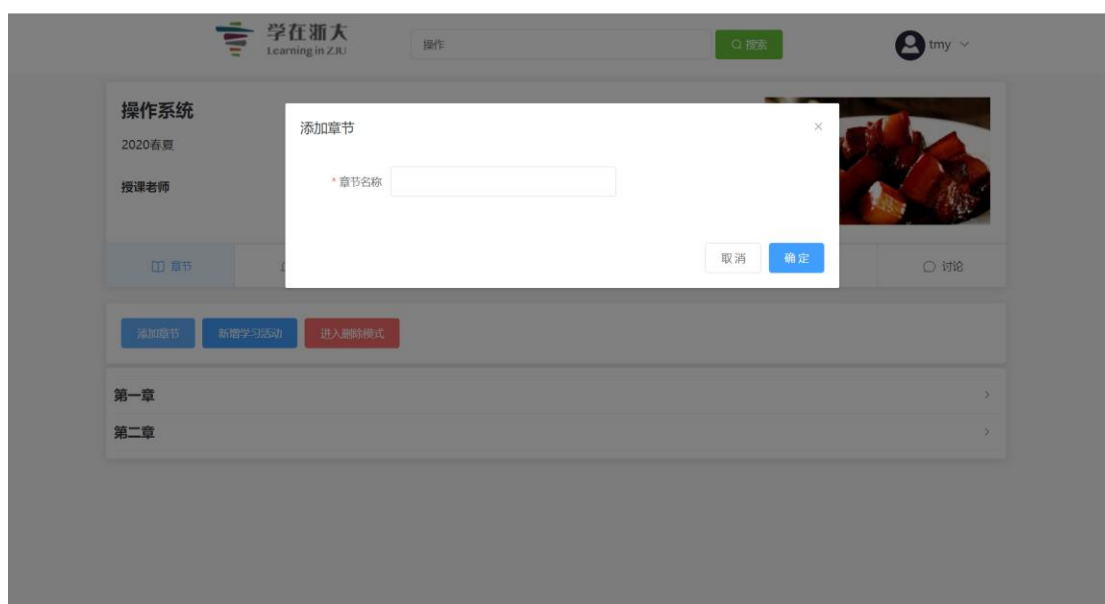 学在浙大
Learning in ZJU
操作
搜索
tmy
操作系统
2020春夏
授课老师
添加章节
* 章节名称
取消
确定
章节
讨论
添加章节
新增学习活动
进入删除模式
第一章
第二章